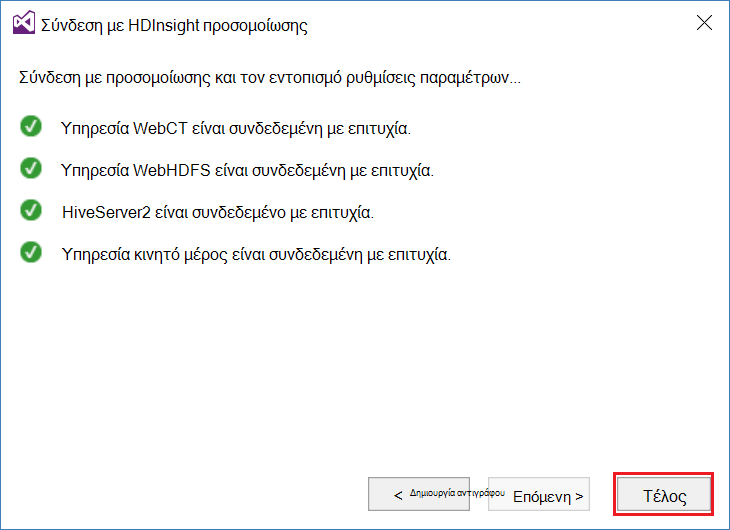 Σύνδεση με HDInsight προσομοίωσης
Σύνδεση με προσομοίωσης και τον εντοπισμό ρυθμίσεις παραμέτρων...
Υπηρεσία WebCT είναι συνδεδεμένη με επιτυχία.
Υπηρεσία WebHDFS είναι συνδεδεμένη με επιτυχία.
HiveServer2 είναι συνδεδεμένο με επιτυχία.
Υπηρεσία κινητό μέρος είναι συνδεδεμένη με επιτυχία.
< Δημιουργία αντιγράφου Επόμενη > Τέλος